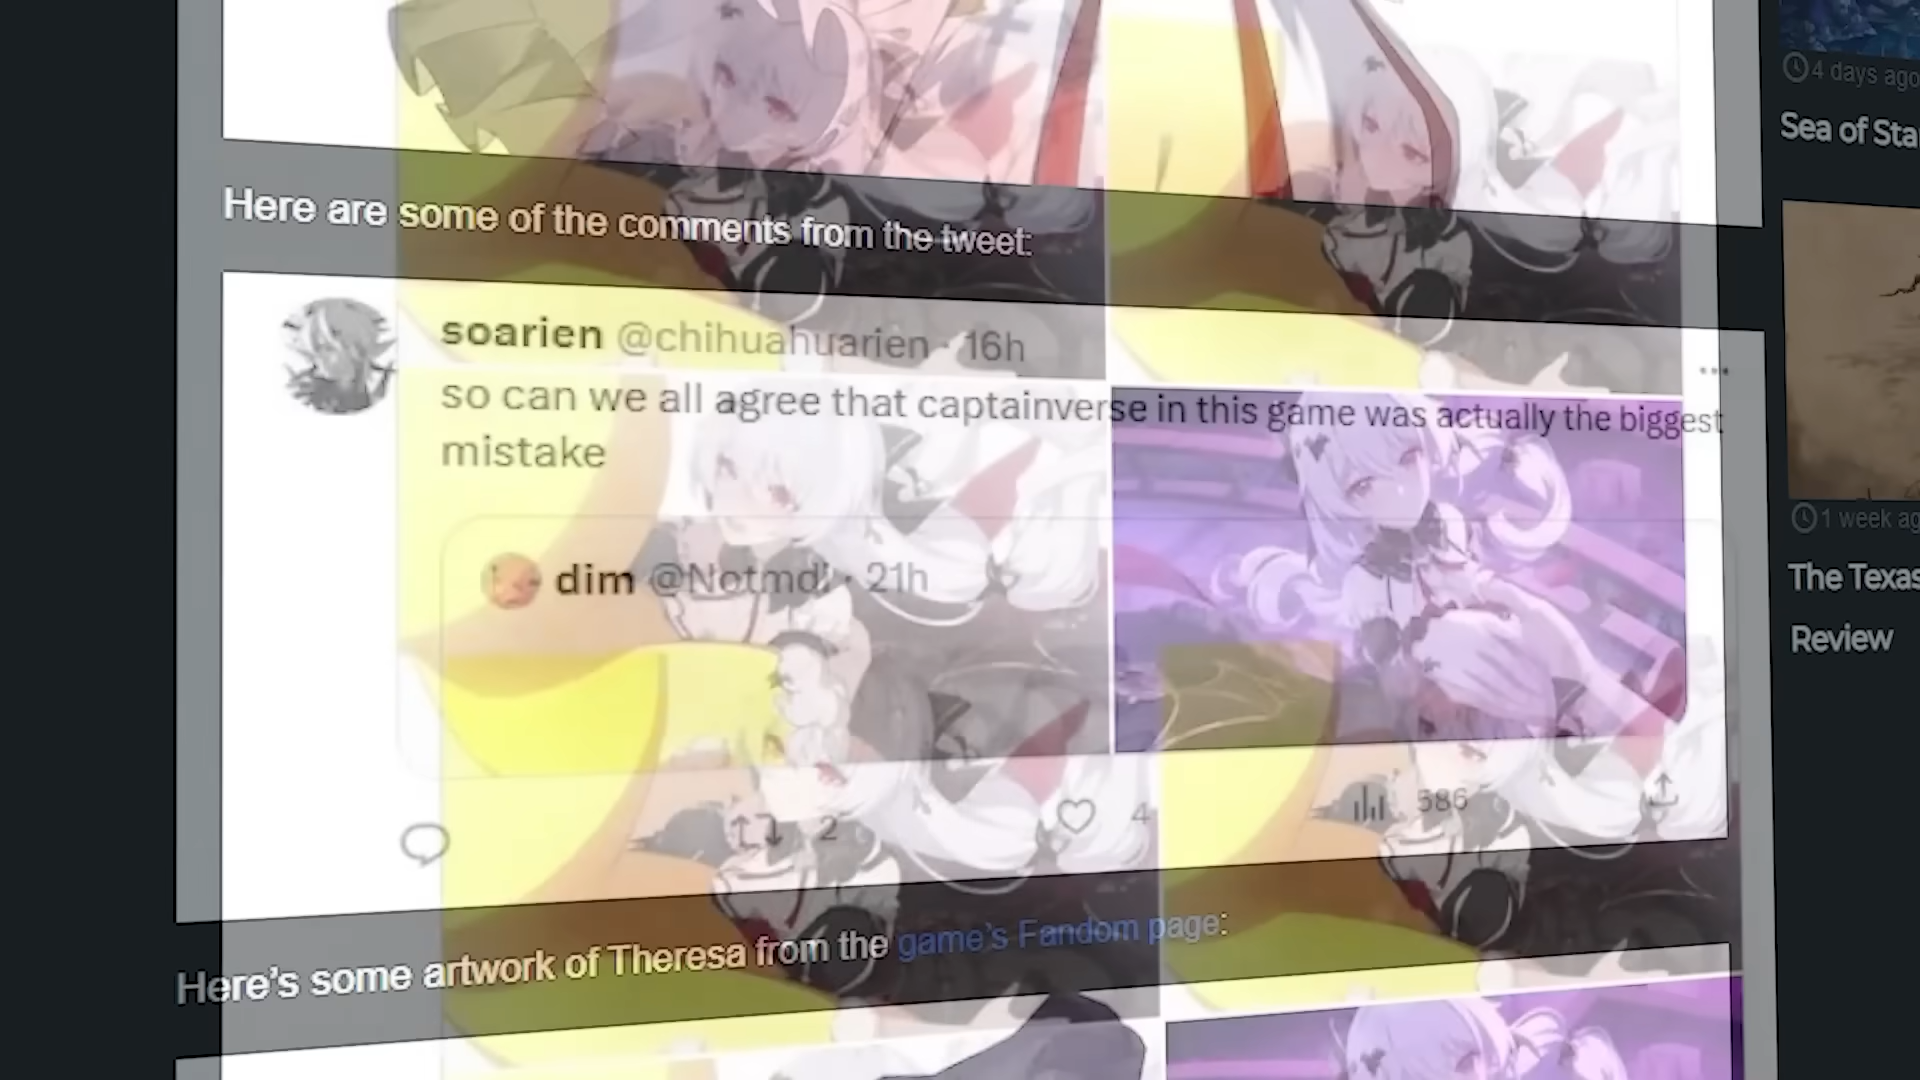 4 days ago
Sea of Sta
Here are some of the comments from the tweet:
soarien @chihuahuarien · 16h
so can we all agree that captainverse in this game was actually the biggest
mistake
dim @Notmdi · 21h
1 week ag
The Texas
Review
2
4
586
Here's some artwork of Theresa from the game's Fandom page: